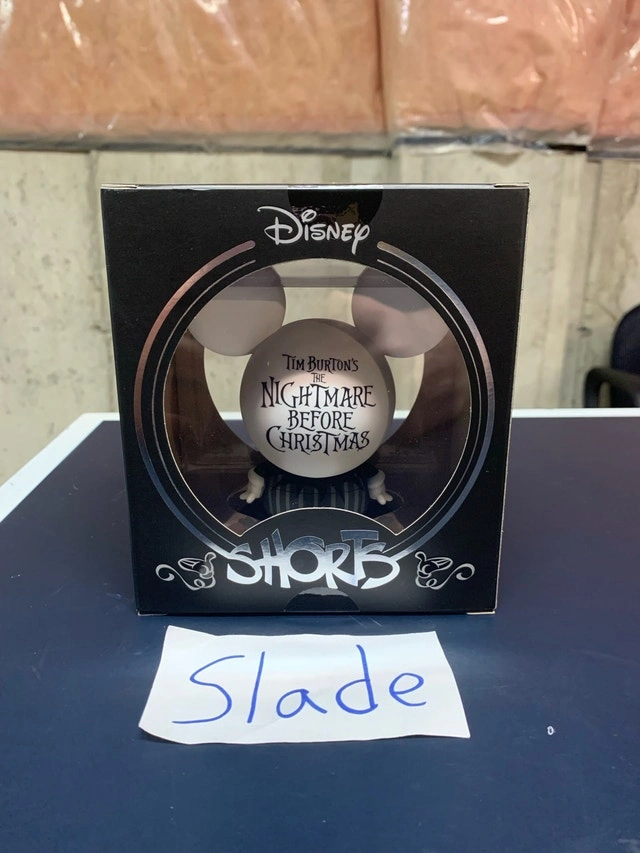 Disney
TIM BURTON'S
THE
NIGHTMARE
BEFORE
CHRISTMAS
SHORTS
Slade